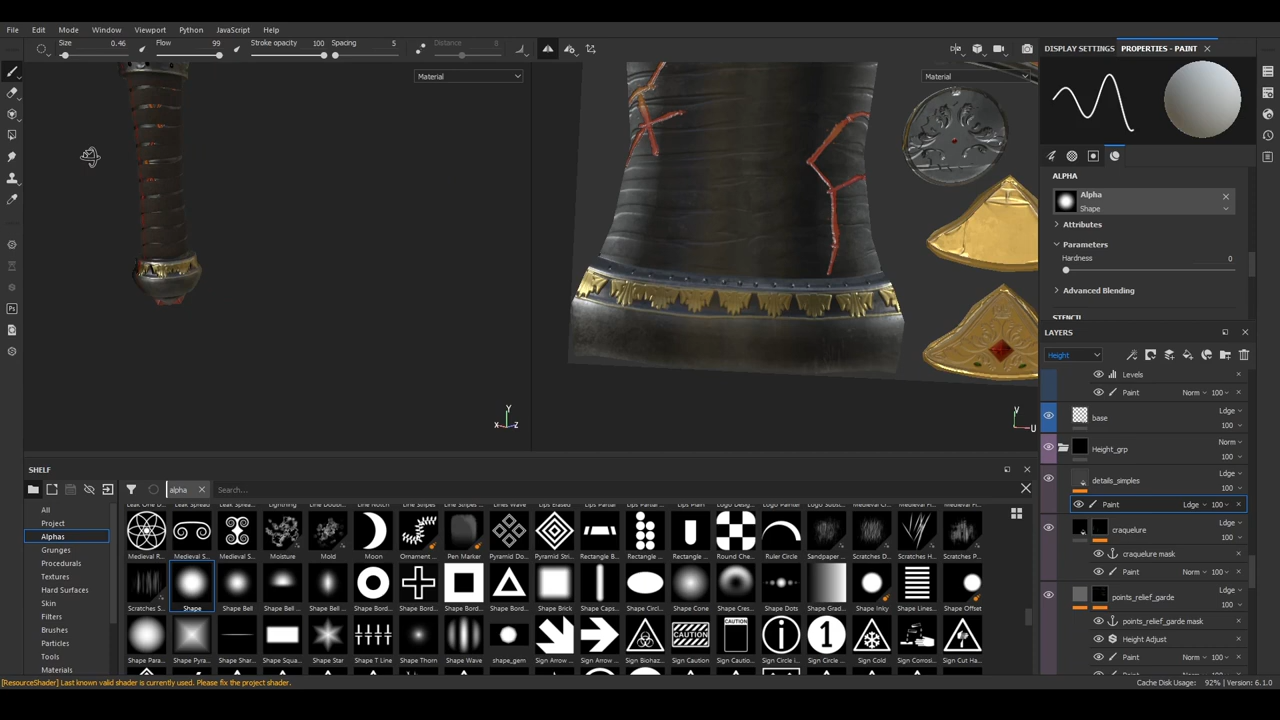 File Edit Mode Window Viewport Python JavaScript Help
Size 0.46 Flow 99 Stroke opacity 100 Spacing 5 Distance 8
DISPLAY SETTINGS PROPERTIES - PAINT
Material Material
ALPHA
Alpha
Shape
Attributes
Parameters
Hardness 0
Advanced Blending
STENCIL
LAYERS
Height
Levels
Paint Norm 100
base Ldge 100
Height_grp Norm 100
details_simples Ldge 100
Paint Ldge 100
craquelure Ldge 100
craquelure mask
Paint Norm 100
points_relief_garde Ldge 100
points_relief_garde mask
Height Adjust
Paint Norm 100
Y X Z
V U
SHELF
alpha Search...
All
Project
Alphas
Grunges
Procedurals
Textures
Hard Surfaces
Skin
Filters
Brushes
Particles
Tools
Materials
Medieval R... Medieval S... Medieval S... Moisture Mold Moon Ornament ... Pen Marker Pyramid Do... Pyramid Stri... Rectangle B... Rectangle ... Rectangle ... Round Che... Ruler Circle Sandpaper ... Scratches D... Scratches H... Scratches P...
Scratches S... Shape Shape Bell Shape Bell ... Shape Bell ... Shape Bord... Shape Bord... Shape Bord... Shape Bord... Shape Brick Shape Caps... Shape Circl... Shape Cone Shape Cres... Shape Dots Shape Grad... Shape Inky Shape Lines... Shape Offset
Shape Para... Shape Pyra... Shape Shar... Shape Squa... Shape Star Shape T Line Shape Thorn Shape Wave shape_gem Sign Arrow ... Sign Arrow ... Sign Biohaz... Sign Caution Sign Cautio... Sign Circle i... Sign Circle ... Sign Cold Sign Corrosi... Sign Cut Ha...
[ResourceShader] Last known valid shader is currently used. Please fix the project shader.
Cache Disk Usage: 92% | Version: 6.1.0